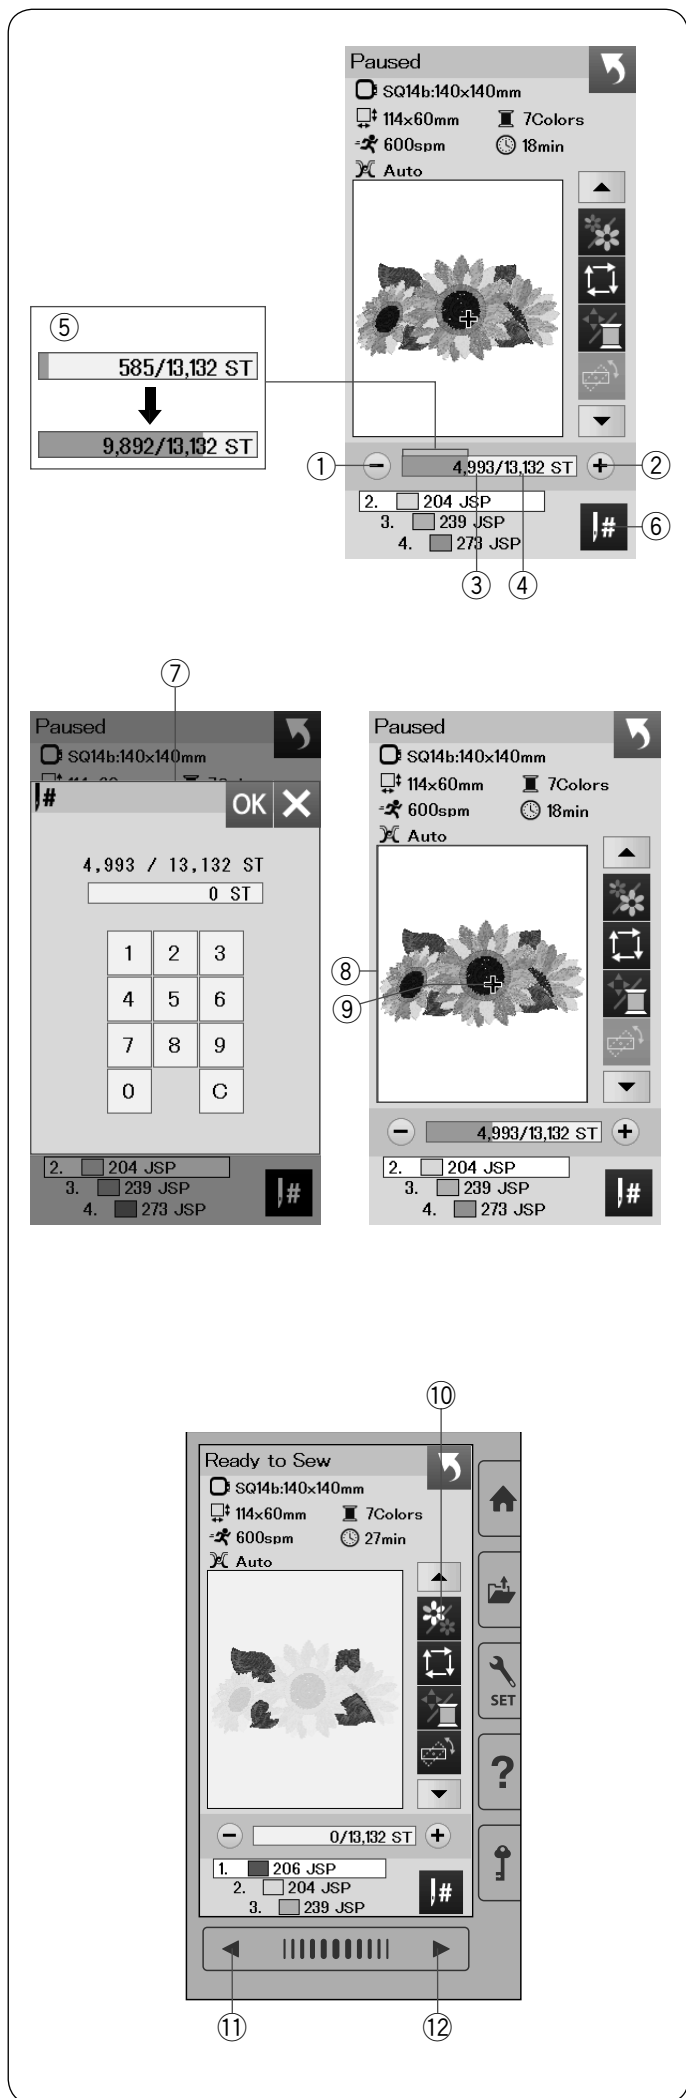 Paused
SQ14b:140x140mm
114x60mm 7Colors
600spm 18min
Auto
⑤
585/13,132 ST
9,892/13,132 ST
① − 4,993/13,132 ST + ②
2. 204 JSP
3. 239 JSP
4. 273 JSP
# ⑥
③ ④
⑦
Paused
SQ14b:140x140mm
#
OK
4,993 / 13,132 ST
0 ST
1 2 3
4 5 6
7 8 9
0 C
2. 204 JSP
3. 239 JSP
4. 273 JSP
#
Paused
SQ14b:140x140mm
114x60mm 7Colors
600spm 18min
Auto
⑧
⑨
− 4,993/13,132 ST +
2. 204 JSP
3. 239 JSP
4. 273 JSP
#
⑩
Ready to Sew
SQ14b:140x140mm
114x60mm 7Colors
600spm 27min
Auto
SET
?
− 0/13,132 ST +
1. 206 JSP
2. 204 JSP
3. 239 JSP
#
⑪ ⑫